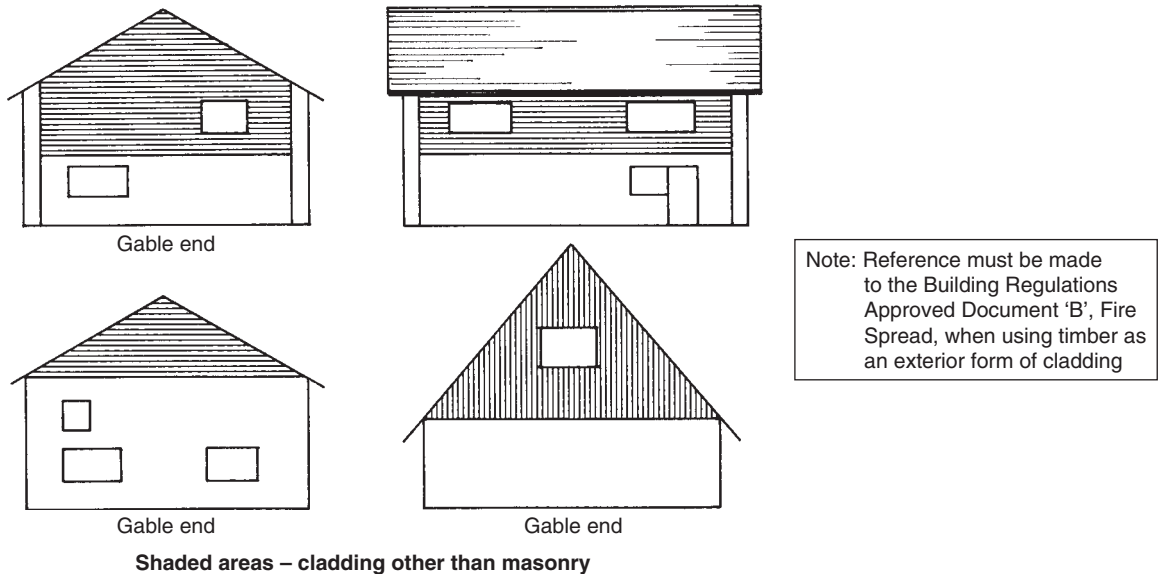 Gable end
Note: Reference must be made
to the Building Regulations
Approved Document ‘B’, Fire
Spread, when using timber as
an exterior form of cladding
Gable end
Gable end
Shaded areas – cladding other than masonry